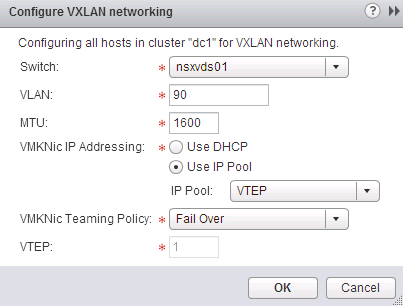 Configure VXLAN networking ? »
Configuring all hosts in cluster "dc1" for VXLAN networking.
Switch: * nsxvds01
VLAN: * 90
MTU: * 1600
VMKNic IP Addressing: * Use DHCP
Use IP Pool
IP Pool: VTEP
VMKNic Teaming Policy: * Fail Over
VTEP: * 1
OK Cancel